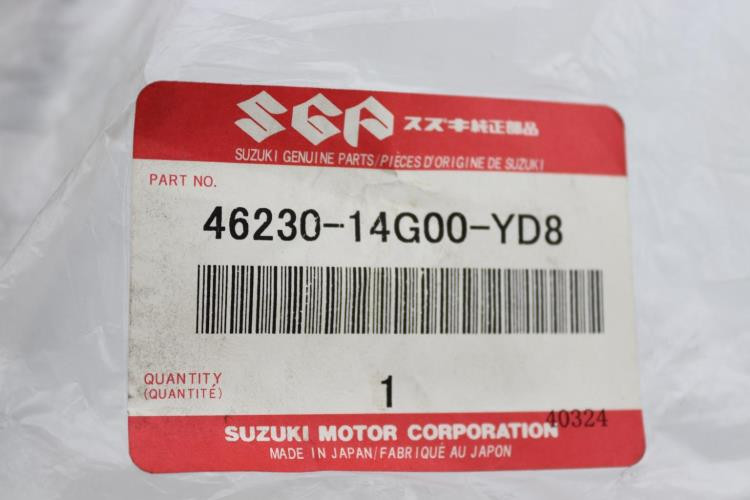 SGP スズキ純正部品
SUZUKI GENUINE PARTS/PIÈCES D'ORIGINE DE SUZUKI
PART NO.
46230-14G00-YD8
QUANTITY
(QUANTITÉ)
1
40324
SUZUKI MOTOR CORPORATION
MADE IN JAPAN/FABRIQUÉ AU JAPON